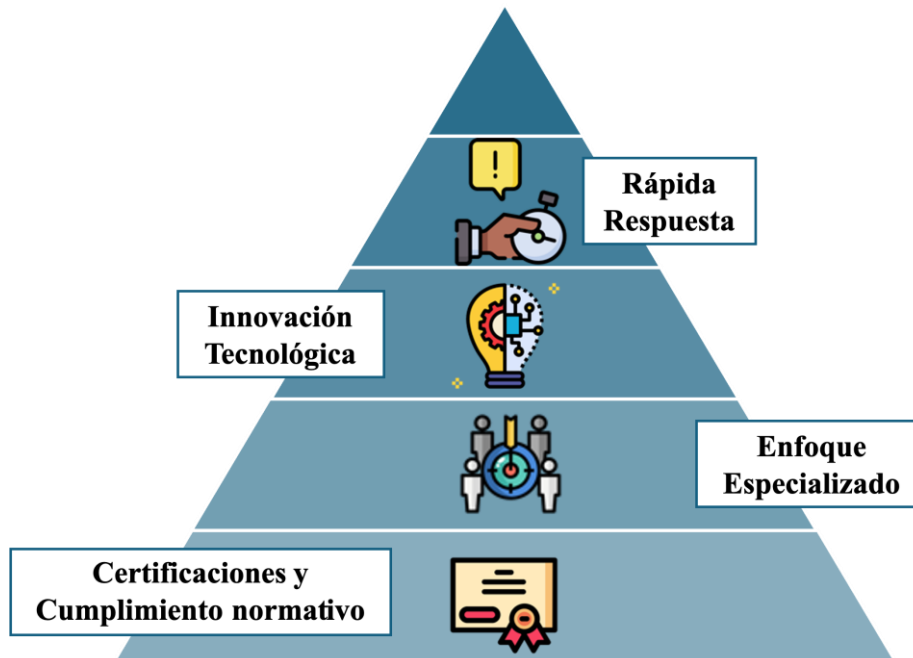 !
Rápida
Respuesta
Innovación
Tecnológica
Enfoque
Especializado
Certificaciones y
Cumplimiento normativo